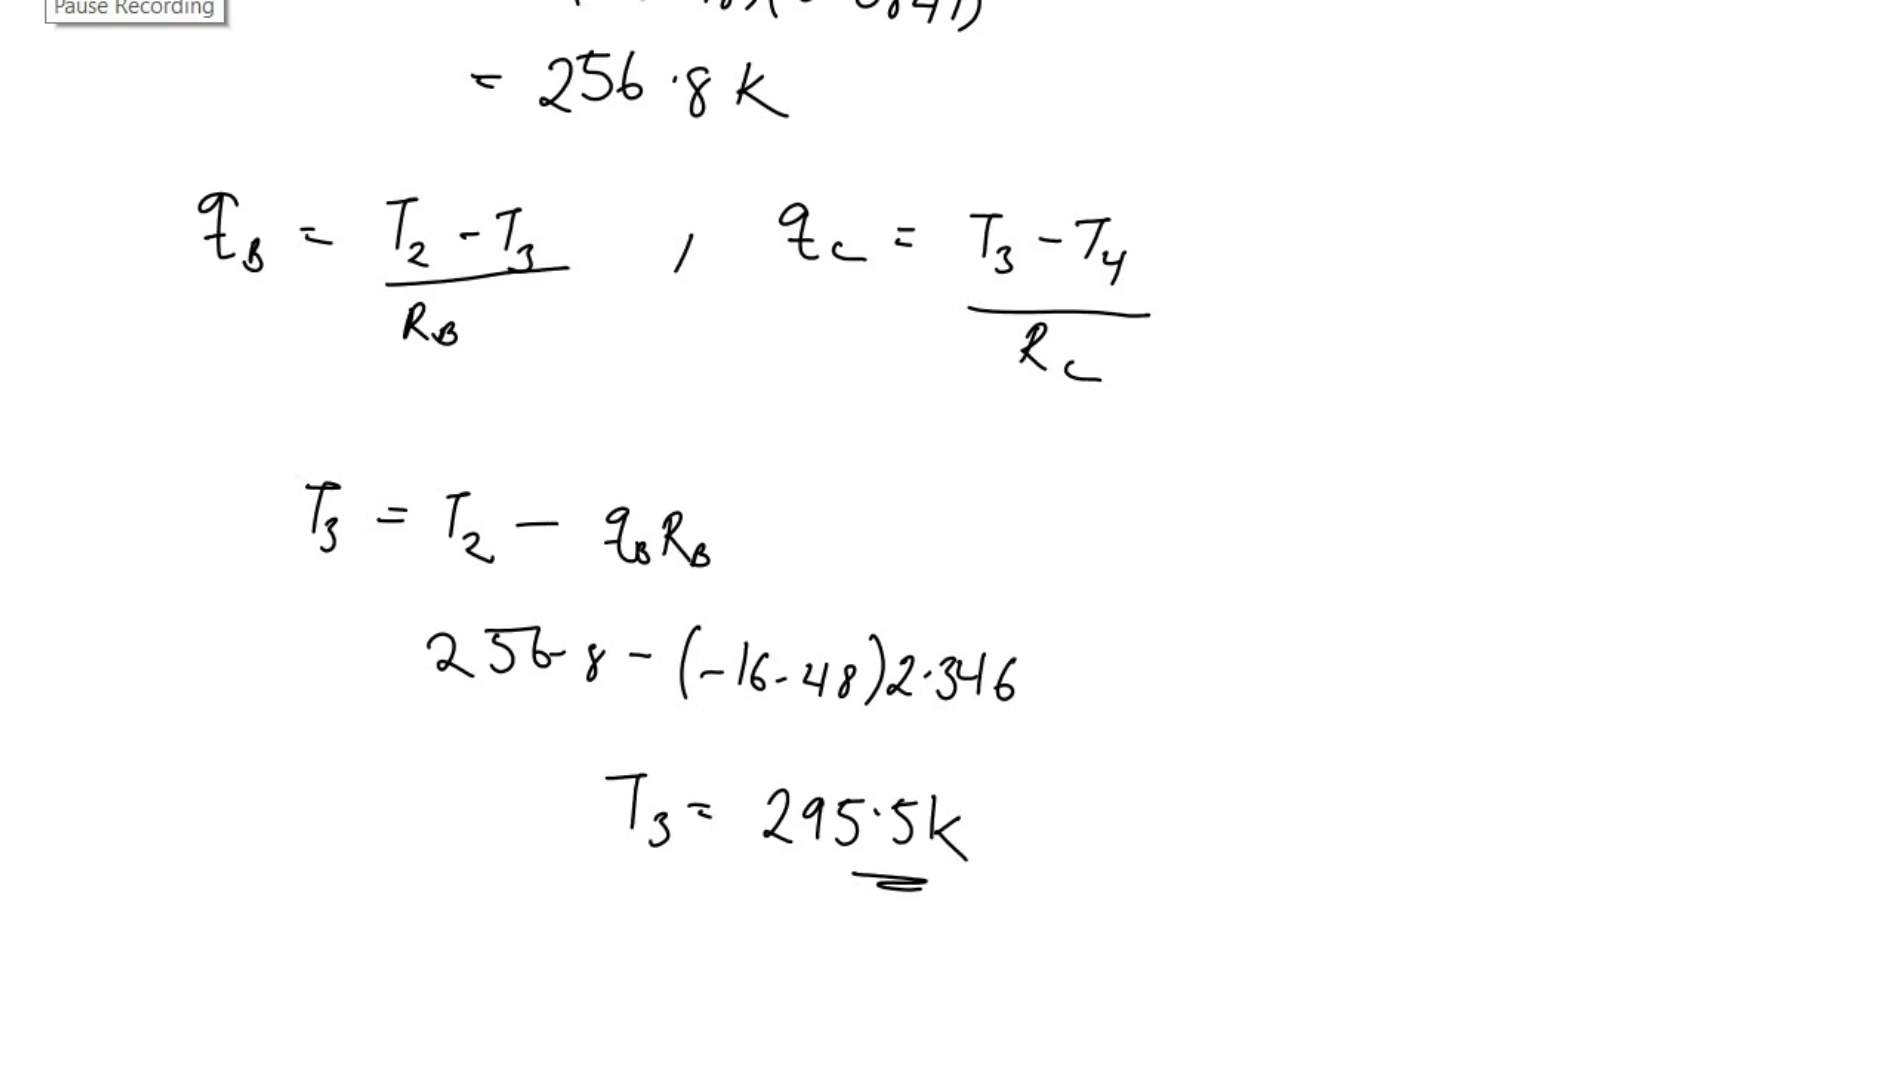 Pause Recording
= 256.8 K
q_B = (T_2 - T_3)/R_B , q_C = (T_3 - T_4)/R_C
T_3 = T_2 - q_B R_B
256.8 - (-16.48)2.346
T_3 = 295.5K